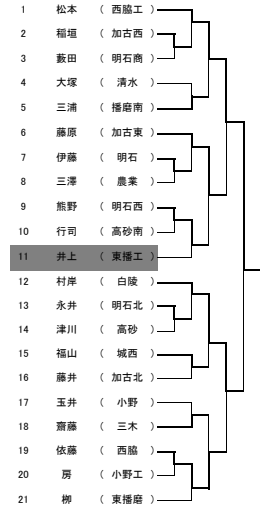 1 松本 ( 西脇工 )
2 稲垣 ( 加古西 )
3 薮田 ( 明石商 )
4 大塚 ( 清水 )
5 三浦 ( 播磨南 )
6 藤原 ( 加古東 )
7 伊藤 ( 明石 )
8 三澤 ( 農業 )
9 熊野 ( 明石西 )
10 行司 ( 高砂南 )
11 井上 ( 東播工 )
12 村岸 ( 白陵 )
13 永井 ( 明石北 )
14 津川 ( 高砂 )
15 福山 ( 城西 )
16 藤井 ( 加古北 )
17 玉井 ( 小野 )
18 齋藤 ( 三木 )
19 依藤 ( 西脇 )
20 房 ( 小野工 )
21 栁 ( 東播磨 )